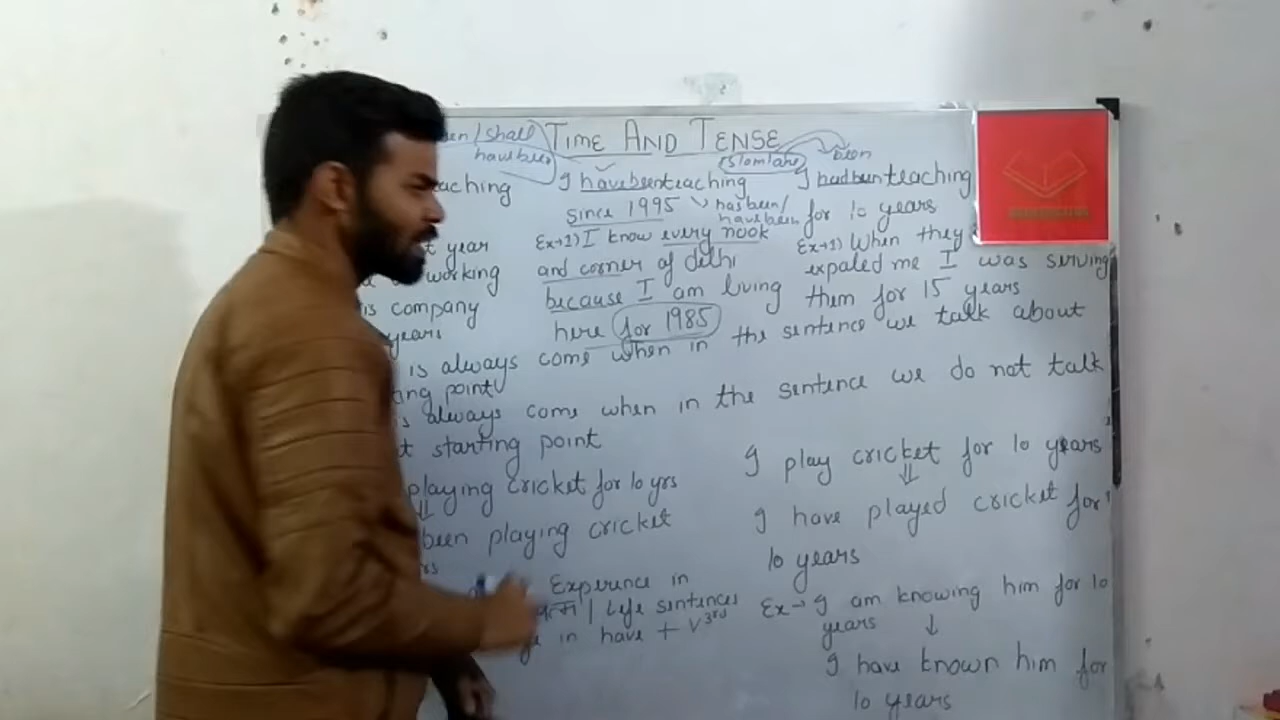 TIME AND TENSE
/ Shall
have been
been
teaching
I have been teaching
since 1995
has been/
have been
I had been teaching
for 10 years
year
working
company
years
Ex→2) I know every nook
and corner of delhi
because I am living
here for 1985
Ex→1) When they
expaled me I was serving
them for 15 years
is always come when in the sentence we talk about
point
is always come when in the sentence we do not talk
starting point
playing cricket for 10 yrs
been playing cricket
I play cricket for 10 years
I have played cricket for
10 years
Experince in
| Life sentences
in have + V3rd
Ex→ I am knowing him for 10
years
I have known him for
10 years